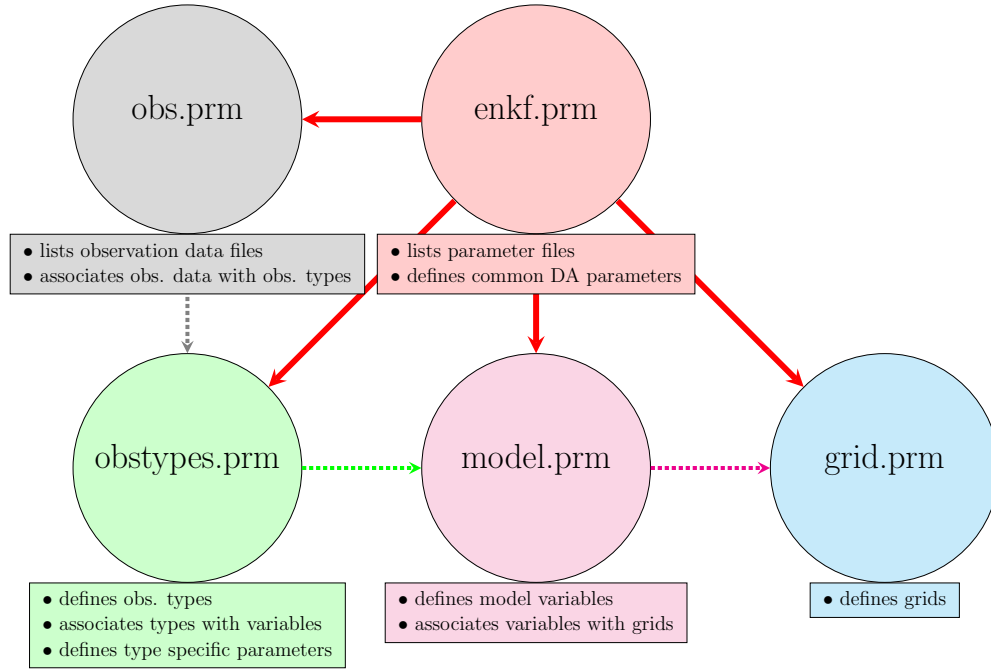 obs.prm
enkf.prm
• lists observation data files
• associates obs. data with obs. types
• lists parameter files
• defines common DA parameters
obstypes.prm
model.prm
grid.prm
• defines obs. types
• associates types with variables
• defines type specific parameters
• defines model variables
• associates variables with grids
• defines grids